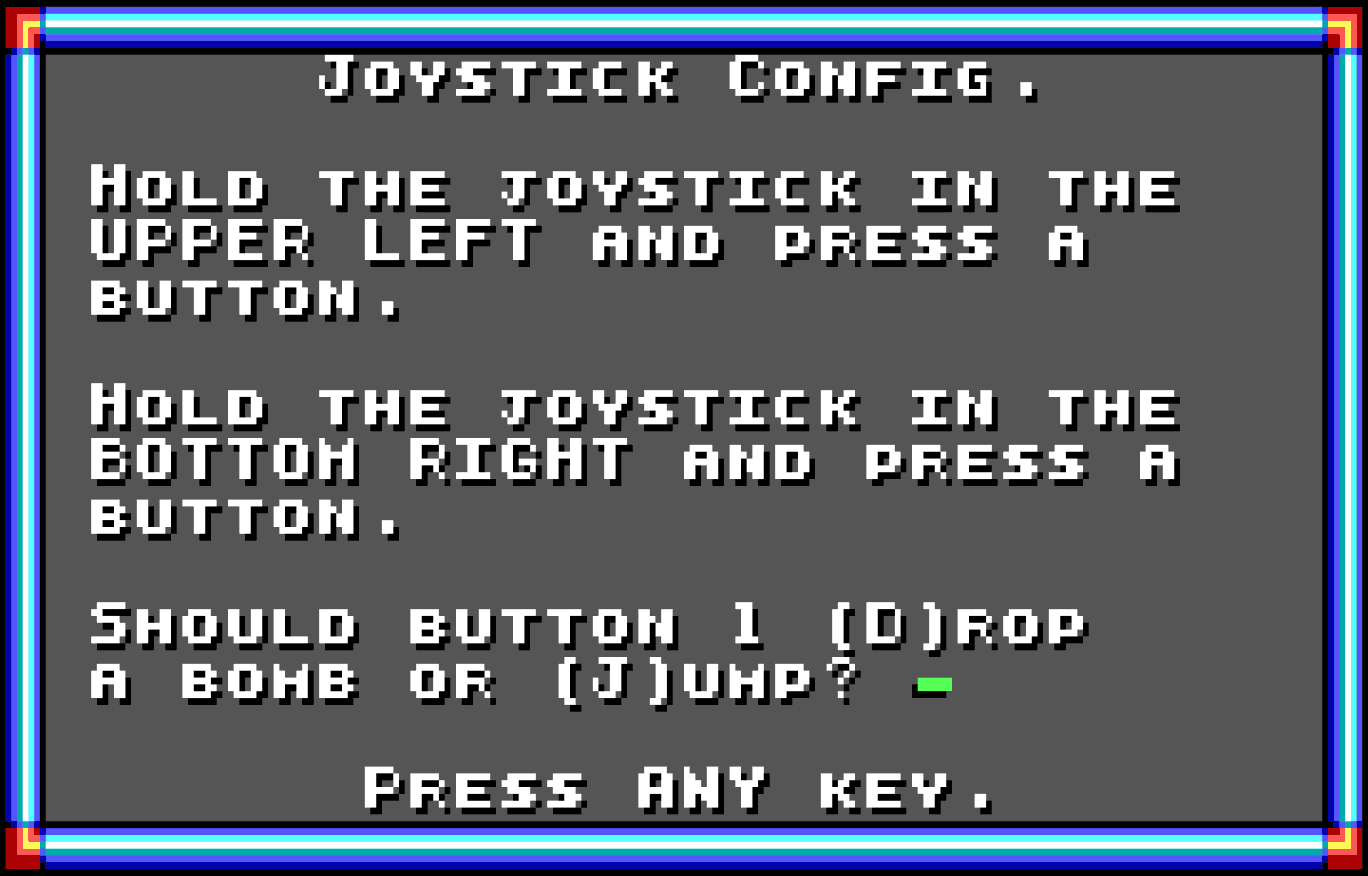 Joystick Config.
Hold the joystick in the
UPPER LEFT and press a
button.
Hold the joystick in the
BOTTOM RIGHT and press a
button.
Should button 1 (D)rop
a bomb or (J)ump?
Press ANY key.